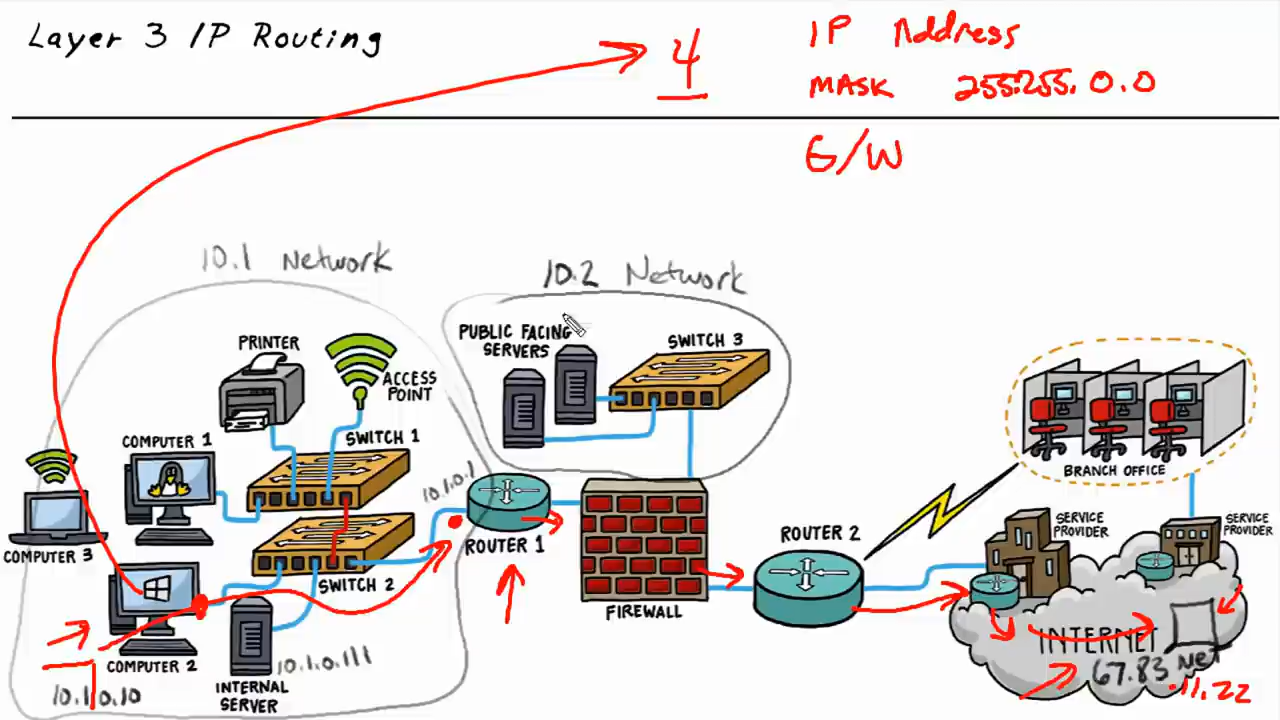 Layer 3 IP Routing
4
IP Address
MASK 255.255.0.0
G/W
10.1 Network
10.2 Network
PUBLIC FACING
SERVERS
SWITCH 3
PRINTER
ACCESS
POINT
COMPUTER 1
SWITCH 1
10.1.0.1
COMPUTER 3
SWITCH 2
ROUTER 1
FIREWALL
ROUTER 2
BRANCH OFFICE
SERVICE
PROVIDER
SERVICE
PROVIDER
INTERNET
67.83 Net
.11.22
COMPUTER 2
10.1.0.10
INTERNAL
SERVER
10.1.0.111